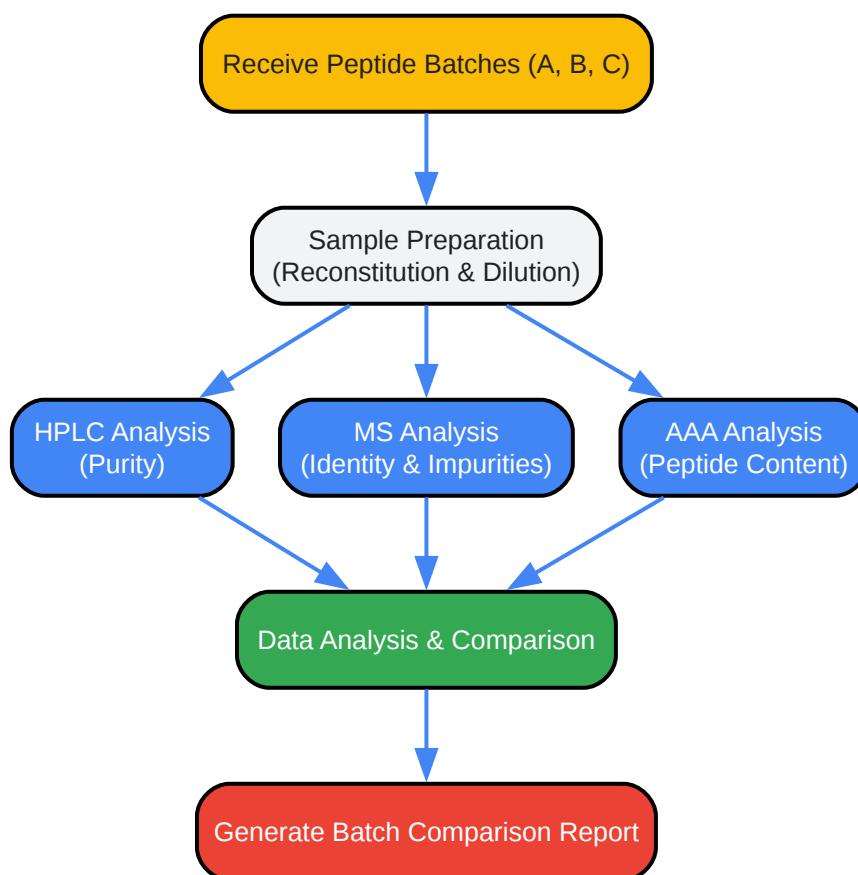 Receive Peptide Batches (A, B, C)
Sample Preparation
(Reconstitution & Dilution)
HPLC Analysis
(Purity)
MS Analysis
(Identity & Impurities)
AAA Analysis
(Peptide Content)
Data Analysis & Comparison
Generate Batch Comparison Report